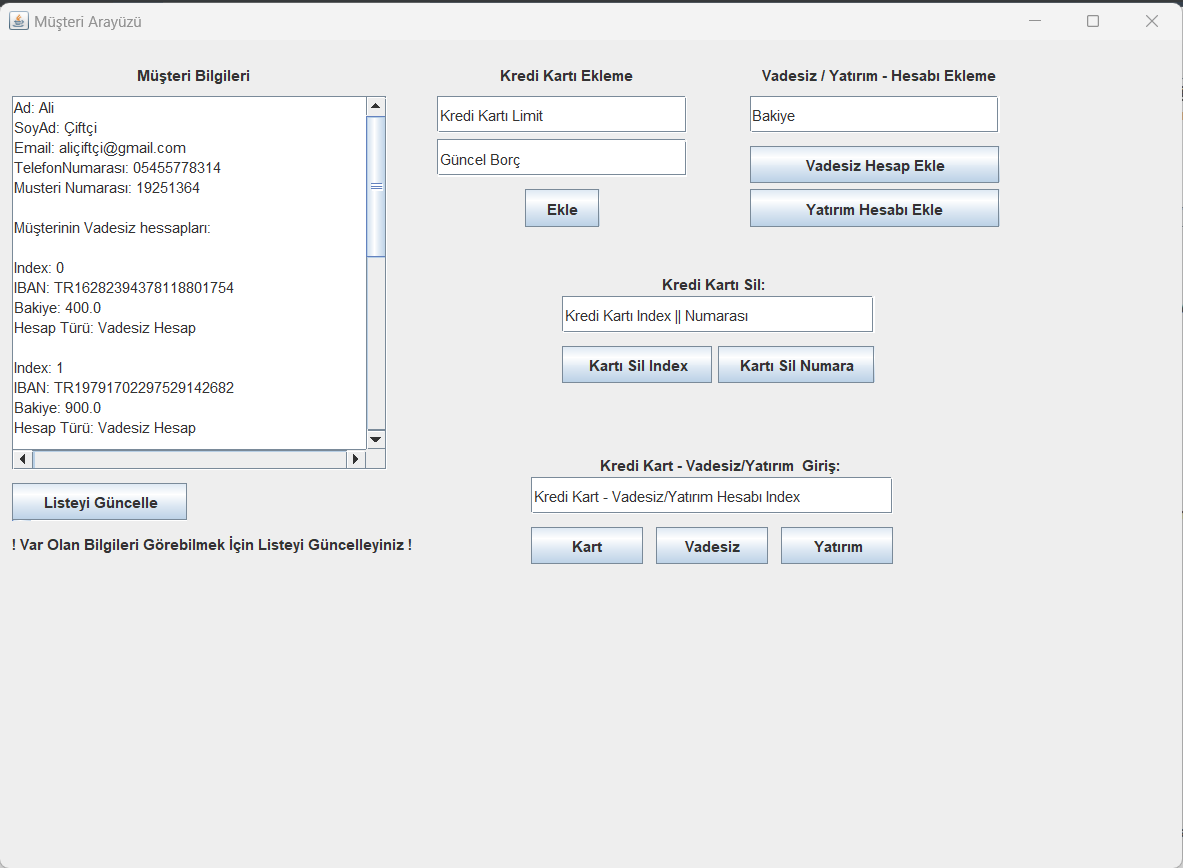 Müşteri Arayüzü
Müşteri Bilgileri
Ad: Ali
SoyAd: Çiftçi
Email: aliçiftçi@gmail.com
TelefonNumarası: 05455778314
Musteri Numarası: 19251364
Müşterinin Vadesiz hessapları:
Index: 0
IBAN: TR16282394378118801754
Bakiye: 400.0
Hesap Türü: Vadesiz Hesap
Index: 1
IBAN: TR19791702297529142682
Bakiye: 900.0
Hesap Türü: Vadesiz Hesap
Listeyi Güncelle
! Var Olan Bilgileri Görebilmek İçin Listeyi Güncelleyiniz !
Kredi Kartı Ekleme
Kredi Kartı Limit
Güncel Borç
Ekle
Vadesiz / Yatırım - Hesabı Ekleme
Bakiye
Vadesiz Hesap Ekle
Yatırım Hesabı Ekle
Kredi Kartı Sil:
Kredi Kartı Index || Numarası
Kartı Sil Index
Kartı Sil Numara
Kredi Kart - Vadesiz/Yatırım  Giriş:
Kredi Kart - Vadesiz/Yatırım Hesabı Index
Kart
Vadesiz
Yatırım